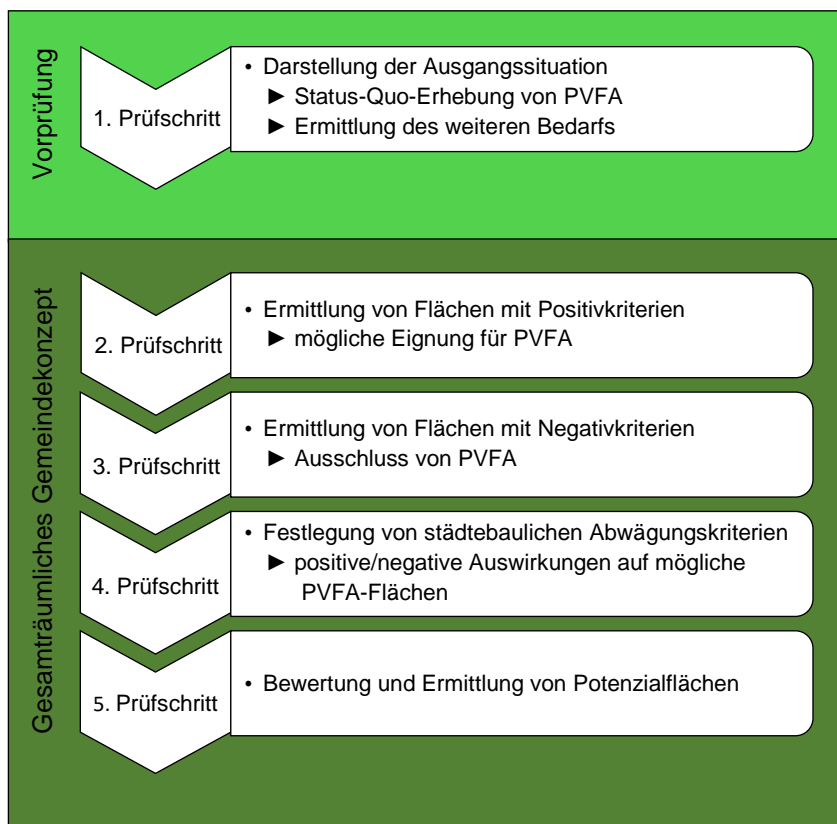 Vorprüfung
1. Prüfschritt
• Darstellung der Ausgangssituation
► Status-Quo-Erhebung von PVFA
► Ermittlung des weiteren Bedarfs
Gesamträumliches Gemeindekonzept
2. Prüfschritt
• Ermittlung von Flächen mit Positivkriterien
► mögliche Eignung für PVFA
3. Prüfschritt
• Ermittlung von Flächen mit Negativkriterien
► Ausschluss von PVFA
4. Prüfschritt
• Festlegung von städtebaulichen Abwägungskriterien
► positive/negative Auswirkungen auf mögliche
PVFA-Flächen
5. Prüfschritt
• Bewertung und Ermittlung von Potenzialflächen